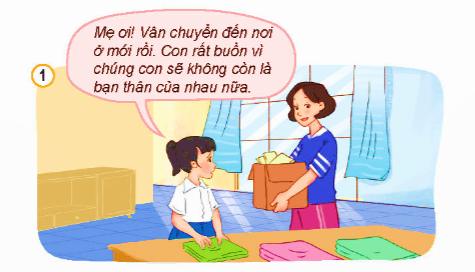 Mẹ ơi! Vân chuyển đến nơi
ở mới rồi. Con rất buồn vì
chúng con sẽ không còn là
bạn thân của nhau nữa.
1